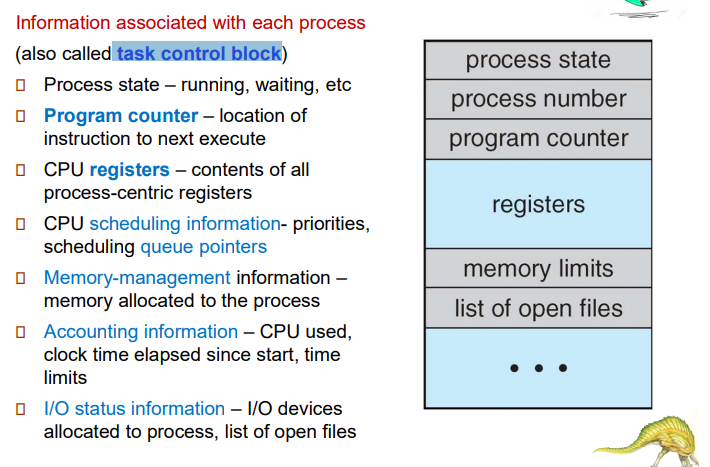 Information associated with each process
(also called task control block)
Process state – running, waiting, etc
Program counter – location of
instruction to next execute
CPU registers – contents of all
process-centric registers
CPU scheduling information- priorities,
scheduling queue pointers
Memory-management information –
memory allocated to the process
Accounting information – CPU used,
clock time elapsed since start, time
limits
I/O status information – I/O devices
allocated to process, list of open files
process state
process number
program counter
registers
memory limits
list of open files
• • •